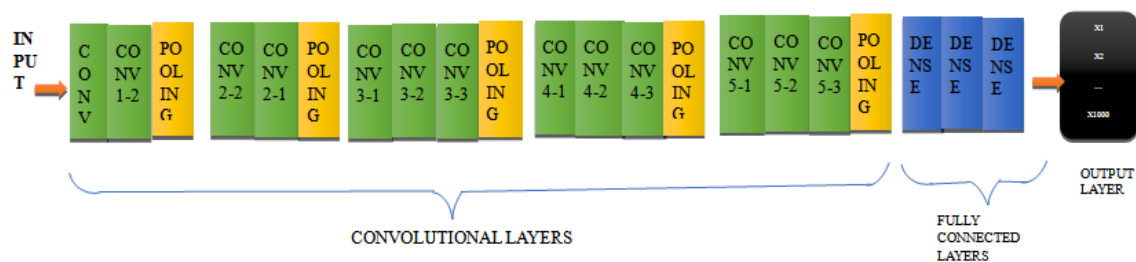 IN
PU
T
C
O
N
V
CO
NV
1-2
PO
OL
IN
G
CO
NV
2-2
CO
NV
2-1
PO
OL
IN
G
CO
NV
3-1
CO
NV
3-2
CO
NV
3-3
PO
OL
IN
G
CO
NV
4-1
CO
NV
4-2
CO
NV
4-3
PO
OL
IN
G
CO
NV
5-1
CO
NV
5-2
CO
NV
5-3
PO
OL
IN
G
DE
NS
E
DE
NS
E
DE
NS
E
X1
X2
...
X1000
CONVOLUTIONAL LAYERS
FULLY
CONNECTED
LAYERS
OUTPUT
LAYER